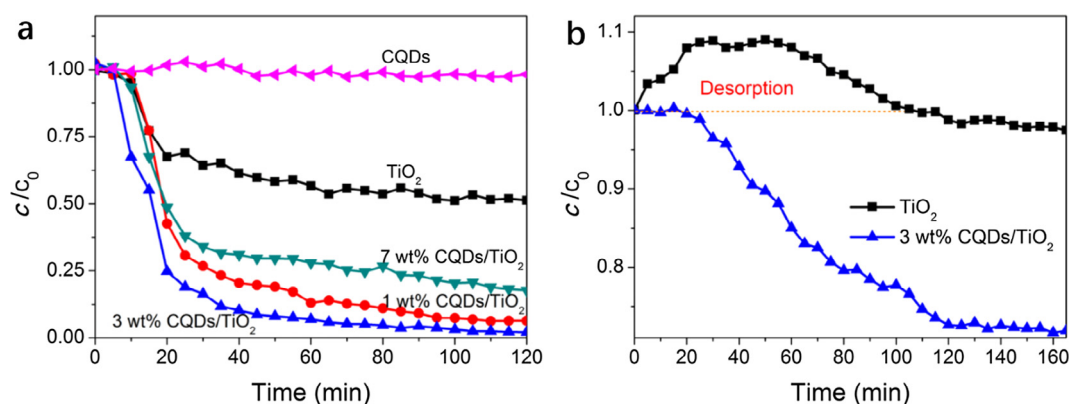 a
c/c₀
1.00
0.75
0.50
0.25
0.00
CQDs
TiO₂
7 wt% CQDs/TiO₂
1 wt% CQDs/TiO₂
3 wt% CQDs/TiO₂
0 20 40 60 80 100 120
Time (min)
b
c/c₀
1.1
1.0
0.9
0.8
Desorption
TiO₂
3 wt% CQDs/TiO₂
0 20 40 60 80 100 120 140 160
Time (min)